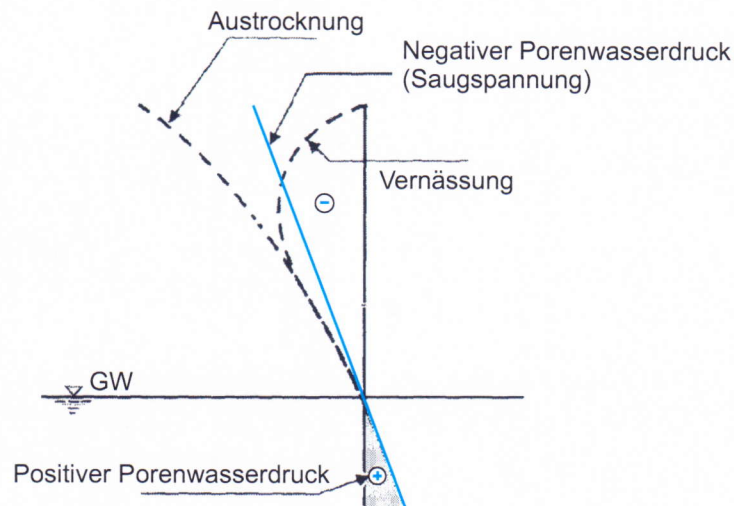 Austrocknung
Negativer Porenwasserdruck
(Saugspannung)
Vernässung
−
GW
Positiver Porenwasserdruck
+